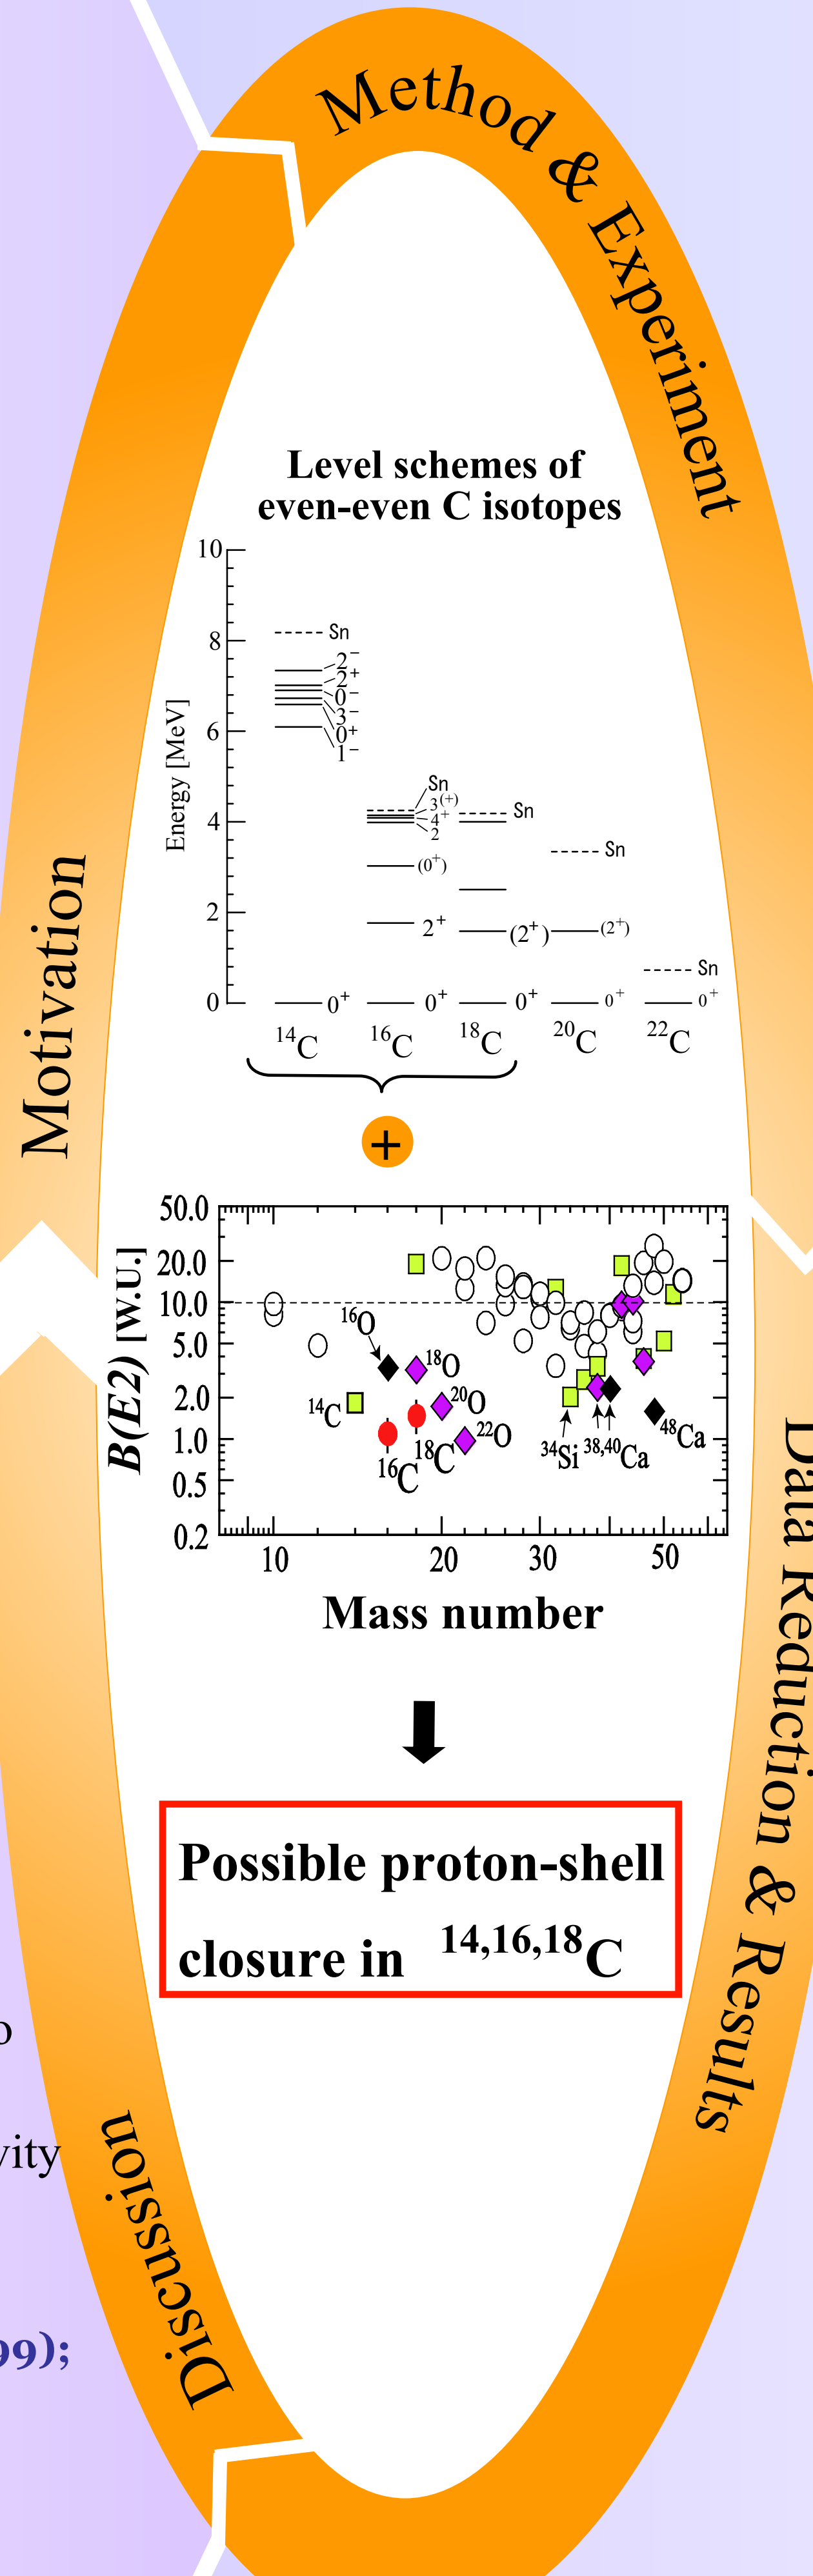 Method & Experiment
Motivation
Data Reduction & Results
Discussion
Level schemes of
even-even C isotopes
Energy [MeV]
10
8
6
4
2
0
Sn
2⁻
2⁺
0⁻
3⁻
0⁺
1⁻
0⁺
Sn
3⁽⁺⁾
4⁺
2
(0⁺)
2⁺
0⁺
Sn
(2⁺)
0⁺
Sn
(2⁺)
0⁺
Sn
0⁺
¹⁴C ¹⁶C ¹⁸C ²⁰C ²²C
+
B(E2) [W.U.]
50.0
20.0
10.0
5.0
2.0
1.0
0.5
0.2
¹⁶O
¹⁸O
²⁰O
²²O
¹⁴C
¹⁶C
¹⁸C
³⁴Si
³⁸,⁴⁰Ca
⁴⁸Ca
10 20 30 50
Mass number
Possible proton-shell
closure in ¹⁴,¹⁶,¹⁸C
vity
99);